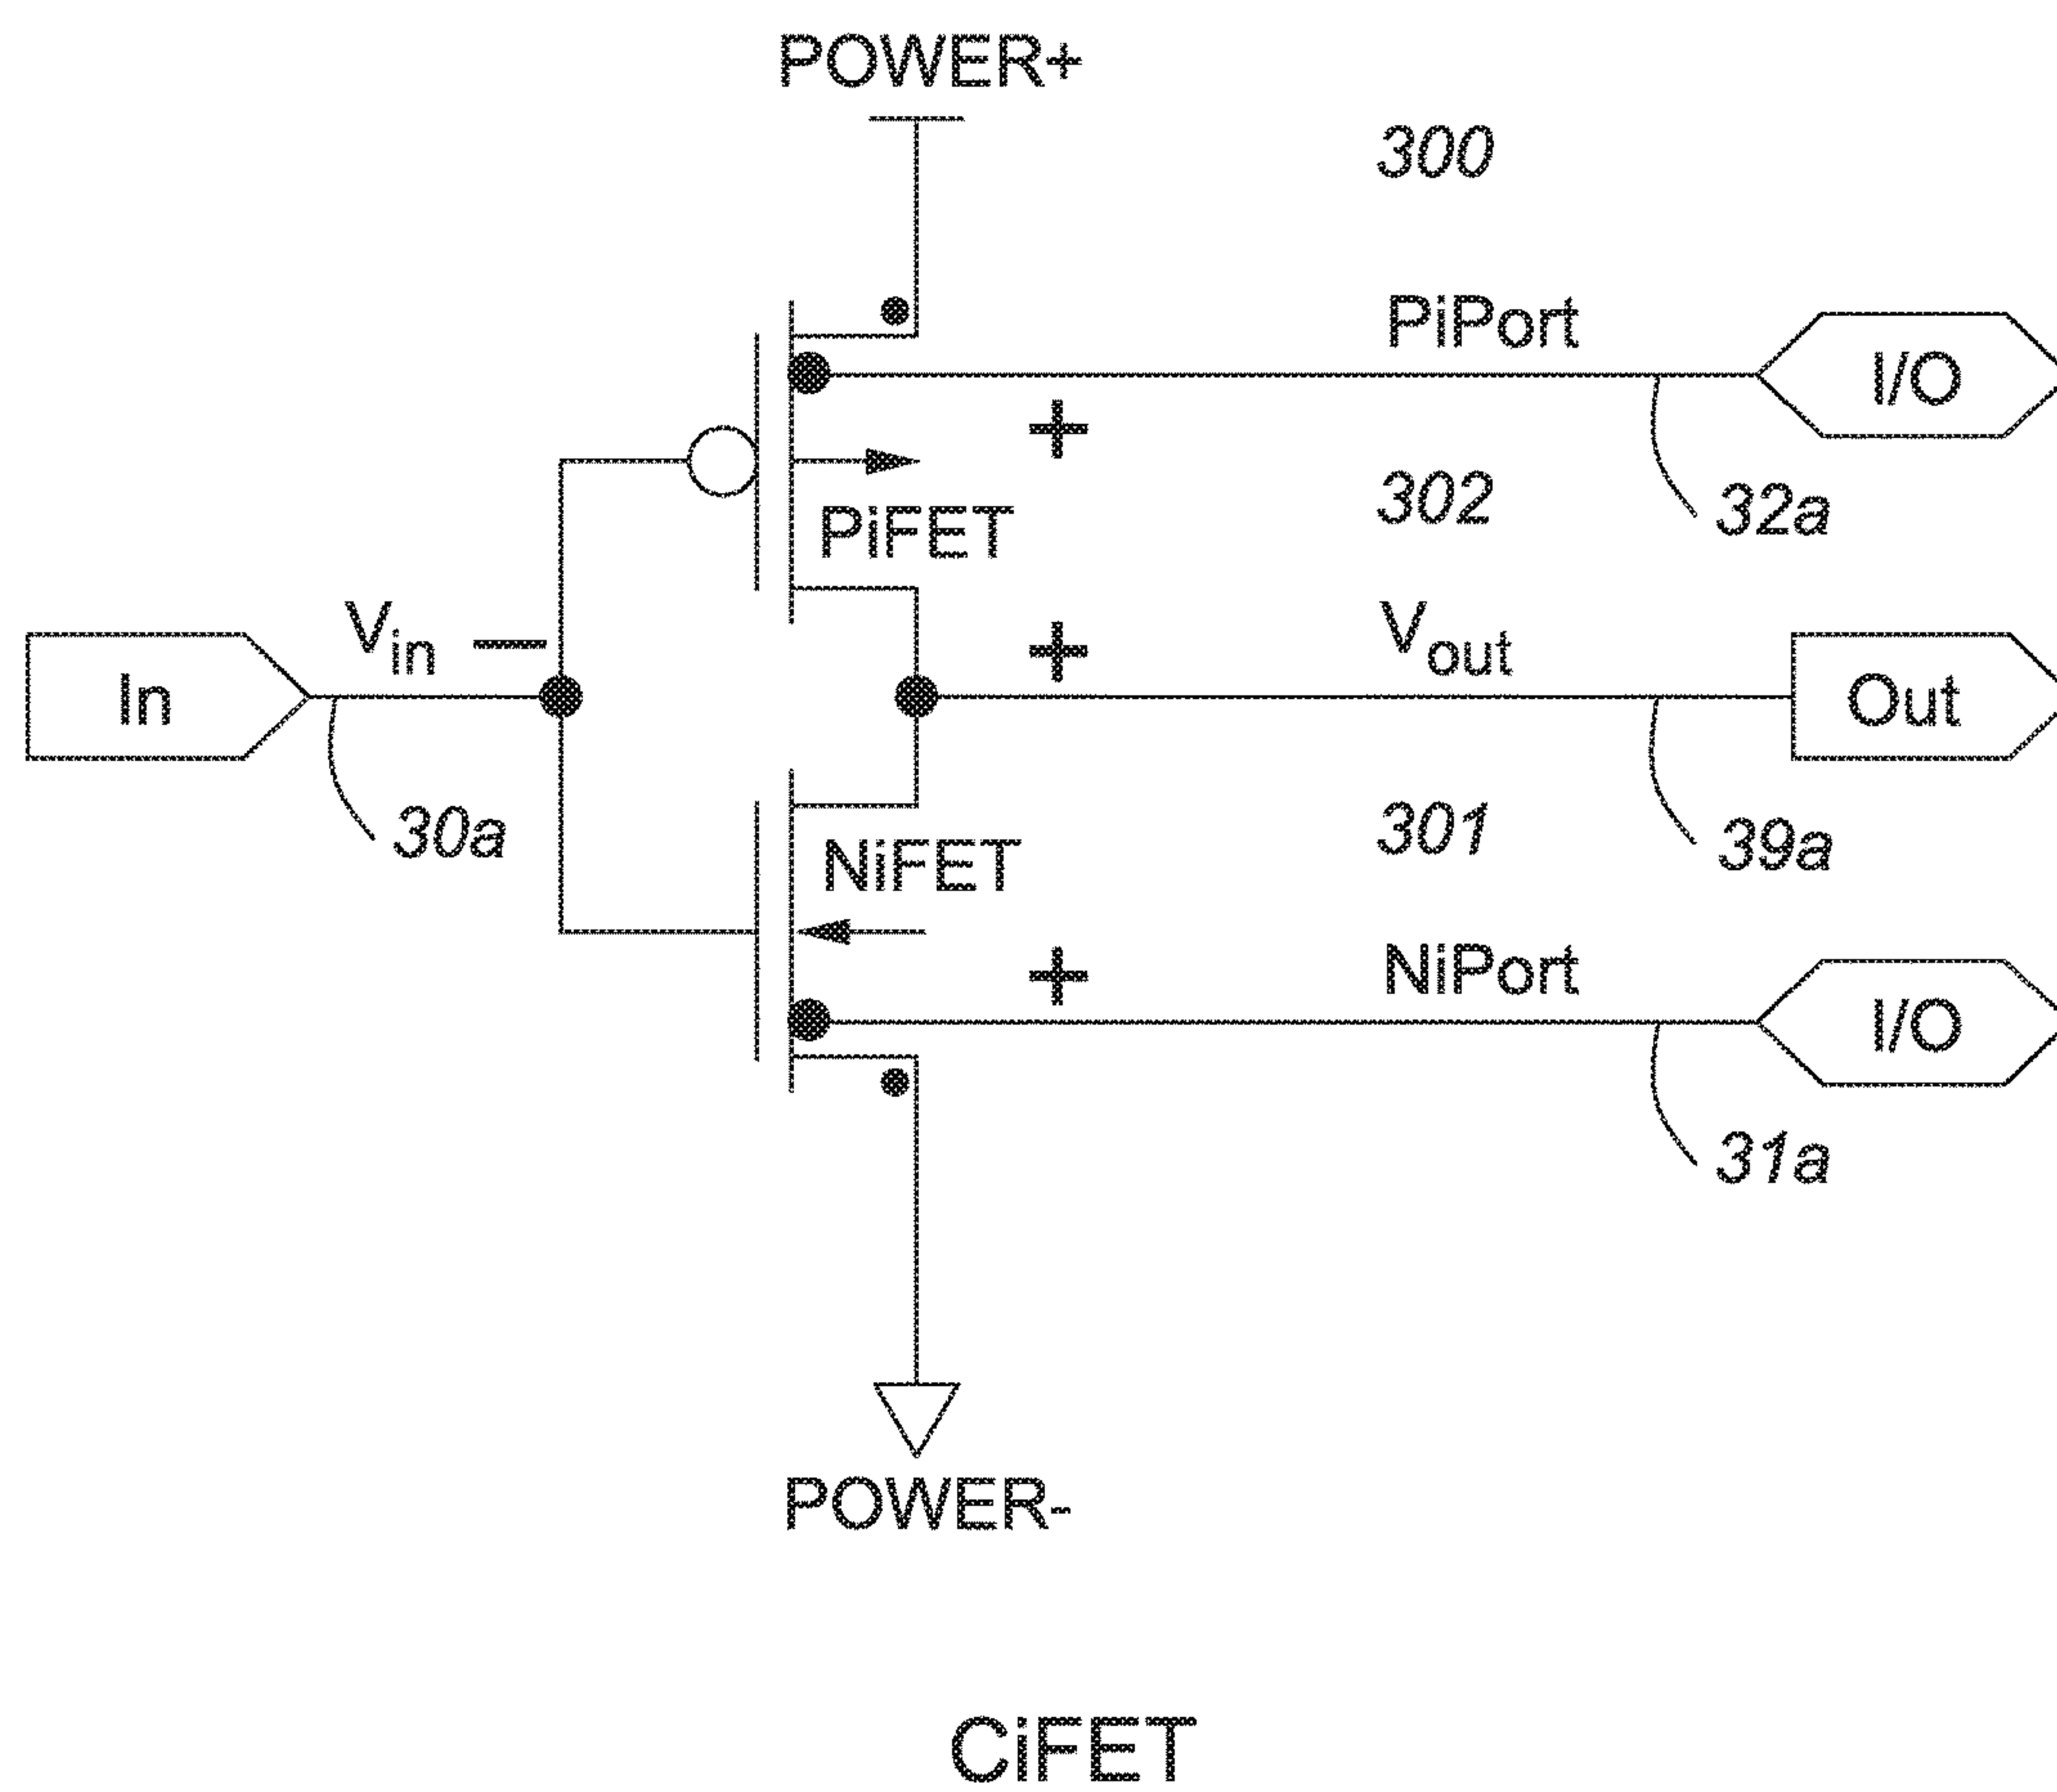 POWER+
300
PiPort
I/O
+
302
32a
PiFET
Vin −
+
Vout
In
Out
30a
301
39a
NiFET
+
NiPort
I/O
31a
POWER-
CiFET